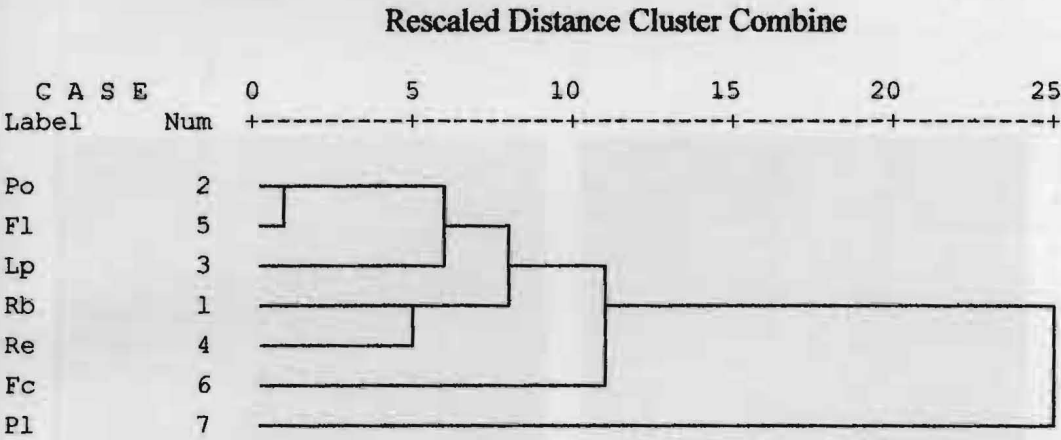 Rescaled Distance Cluster Combine
C A S E 0 5 10 15 20 25
Label Num +---------+---------+---------+---------+---------+
Po 2
Fl 5
Lp 3
Rb 1
Re 4
Fc 6
Pl 7